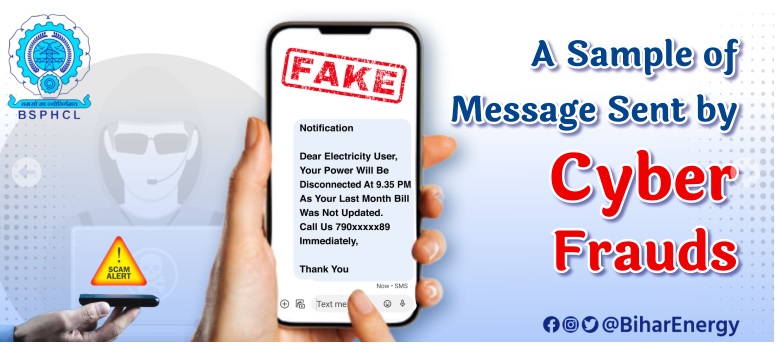 BSPHCL
SCAM
ALERT
FAKE
Notification
Dear Electricity User,
Your Power Will Be
Disconnected At 9.35 PM
As Your Last Month Bill
Was Not Updated.
Call Us 790xxxxx89
Immediately,
Thank You
Now • SMS
Text me
A Sample of
Message Sent by
Cyber
Frauds
@BiharEnergy